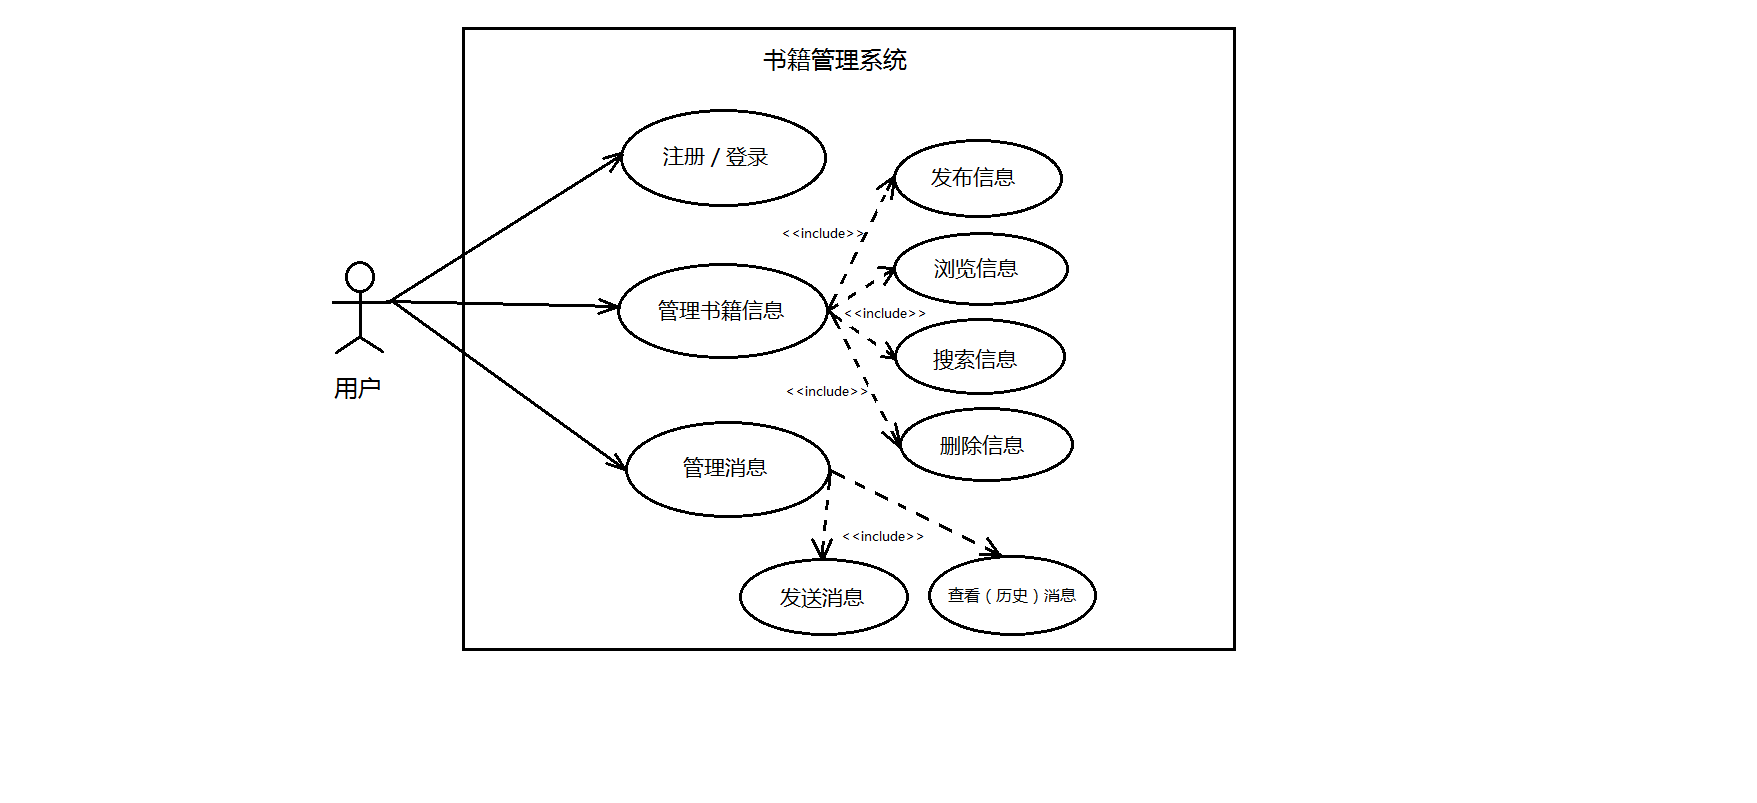 书籍管理系统
注册 / 登录
发布信息
<<include>>
浏览信息
管理书籍信息
<<include>>
搜索信息
用户
<<include>>
删除信息
管理消息
<<include>>
发送消息
查看（历史）消息